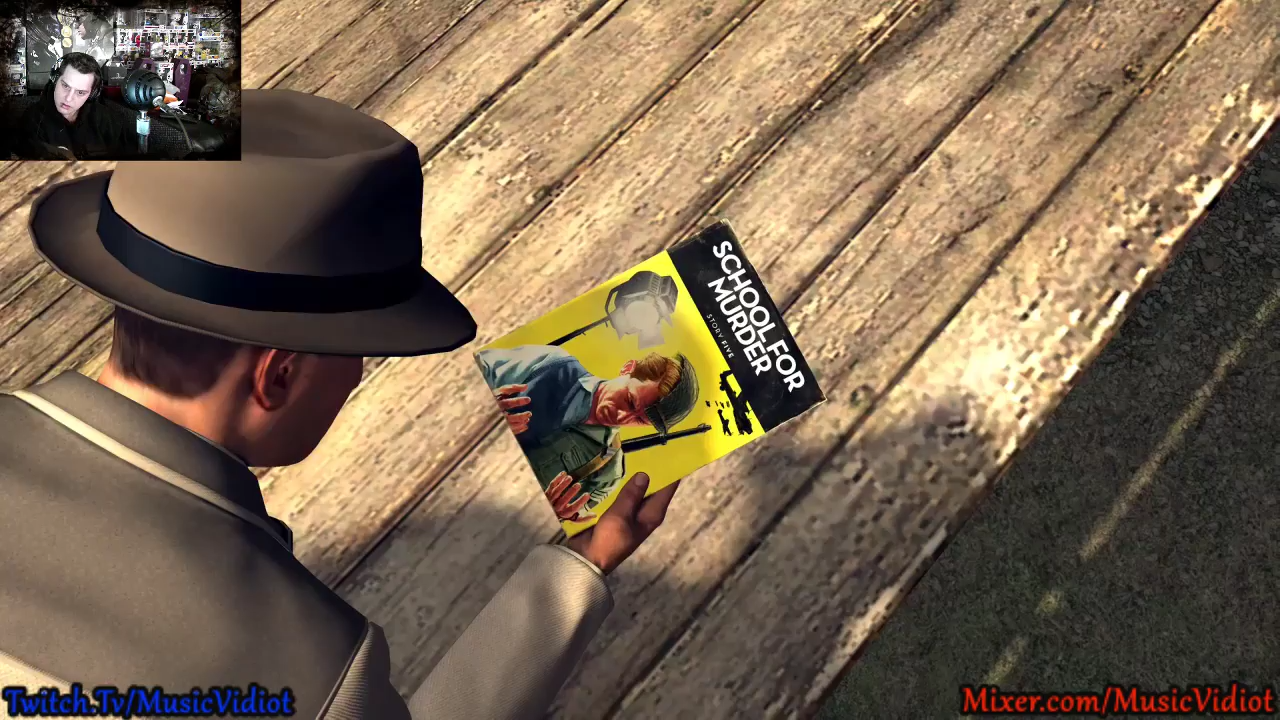 SCHOOL FOR
MURDER
STORY FIVE
Twitch.Tv/MusicVidiot
Mixer.com/MusicVidiot